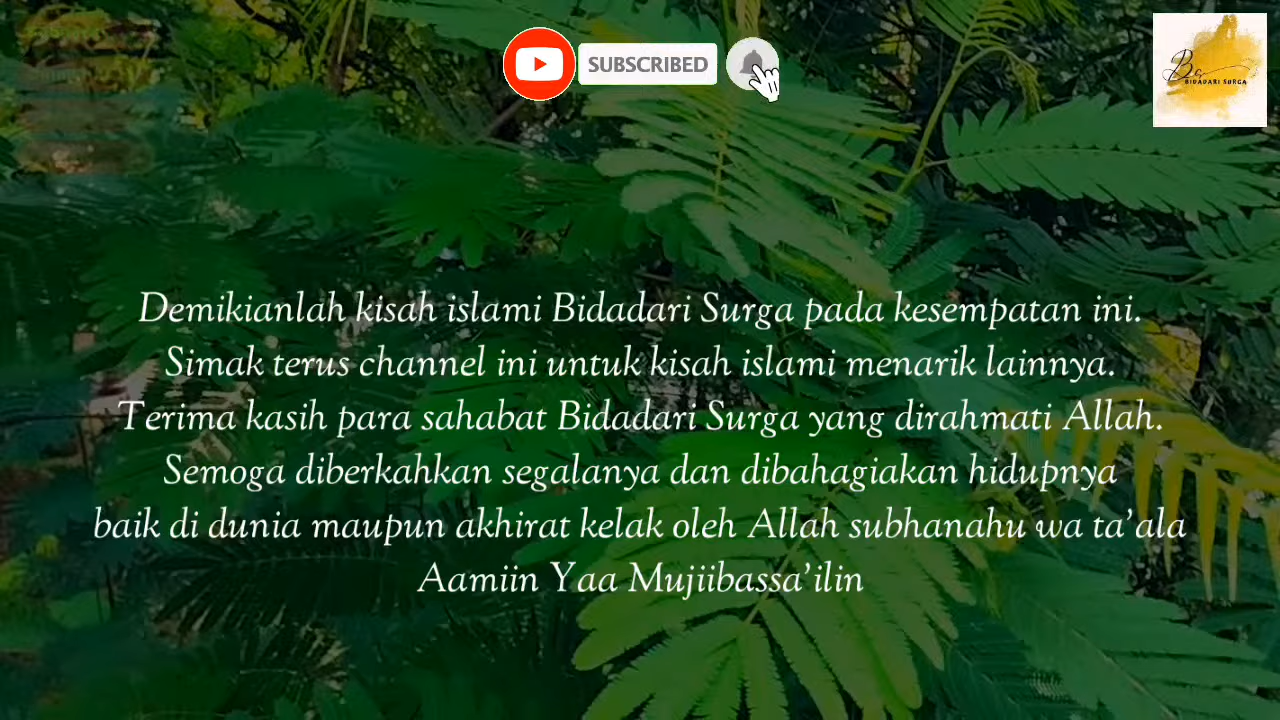 SUBSCRIBED
Bs
BIDADARI SURGA
Demikianlah kisah islami Bidadari Surga pada kesempatan ini.
Simak terus channel ini untuk kisah islami menarik lainnya.
Terima kasih para sahabat Bidadari Surga yang dirahmati Allah.
Semoga diberkahkan segalanya dan dibahagiakan hidupnya
baik di dunia maupun akhirat kelak oleh Allah subhanahu wa ta’ala
Aamiin Yaa Mujiibassa’ilin